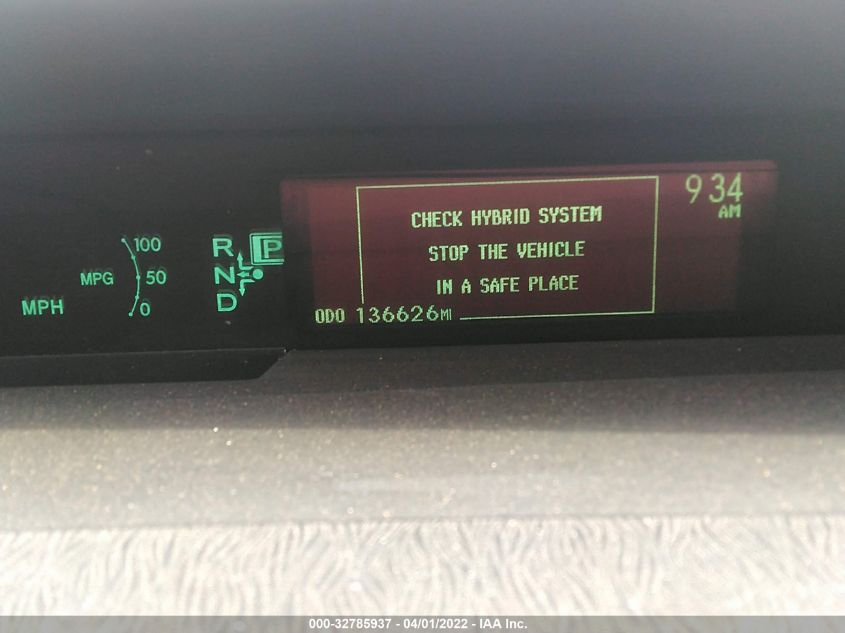 9:34
AM
CHECK HYBRID SYSTEM
STOP THE VEHICLE
IN A SAFE PLACE
ODO 136626MI
100
MPG 50
MPH 0
R P
N
D
000-32785937 - 04/01/2022 - IAA Inc.